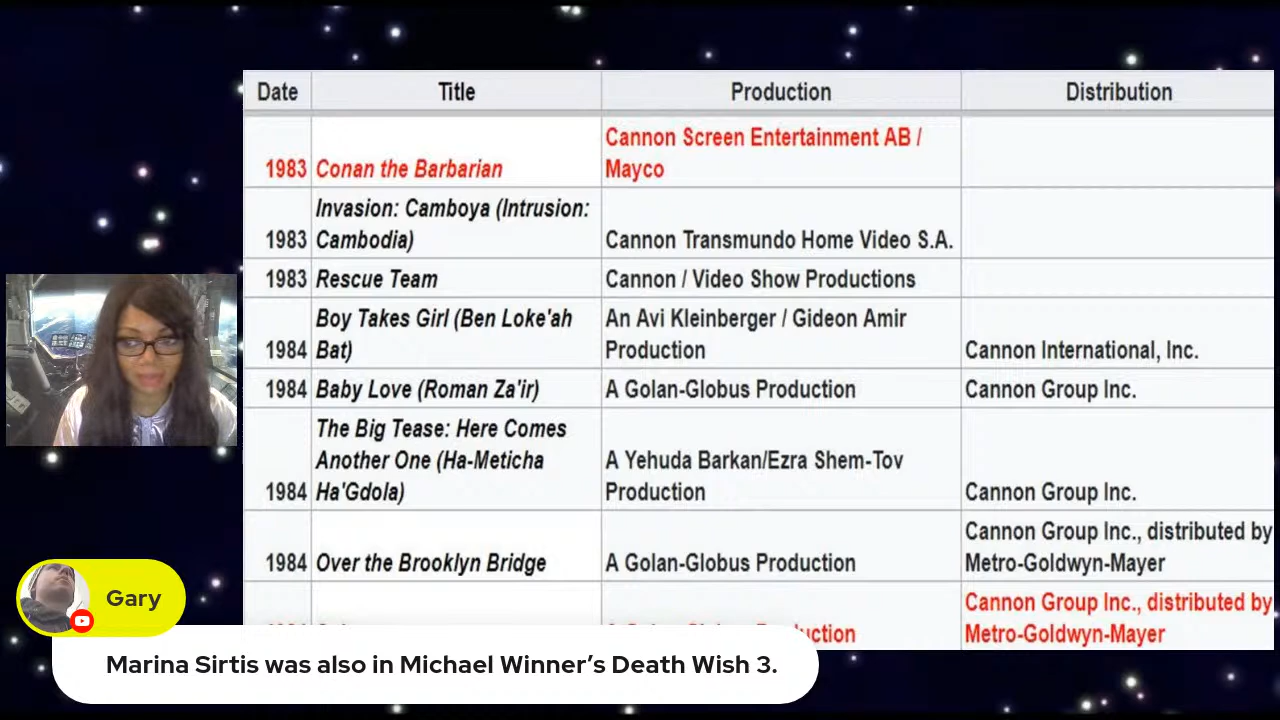 Date Title Production Distribution
Cannon Screen Entertainment AB /
1983 Conan the Barbarian Mayco
Invasion: Camboya (Intrusion:
1983 Cambodia) Cannon Transmundo Home Video S.A.
1983 Rescue Team Cannon / Video Show Productions
Boy Takes Girl (Ben Loke'ah An Avi Kleinberger / Gideon Amir
1984 Bat) Production Cannon International, Inc.
1984 Baby Love (Roman Za'ir) A Golan-Globus Production Cannon Group Inc.
The Big Tease: Here Comes
Another One (Ha-Meticha A Yehuda Barkan/Ezra Shem-Tov
1984 Ha'Gdola) Production Cannon Group Inc.
Cannon Group Inc., distributed by
1984 Over the Brooklyn Bridge A Golan-Globus Production Metro-Goldwyn-Mayer
Cannon Group Inc., distributed by
Metro-Goldwyn-Mayer
Gary
Marina Sirtis was also in Michael Winner’s Death Wish 3.